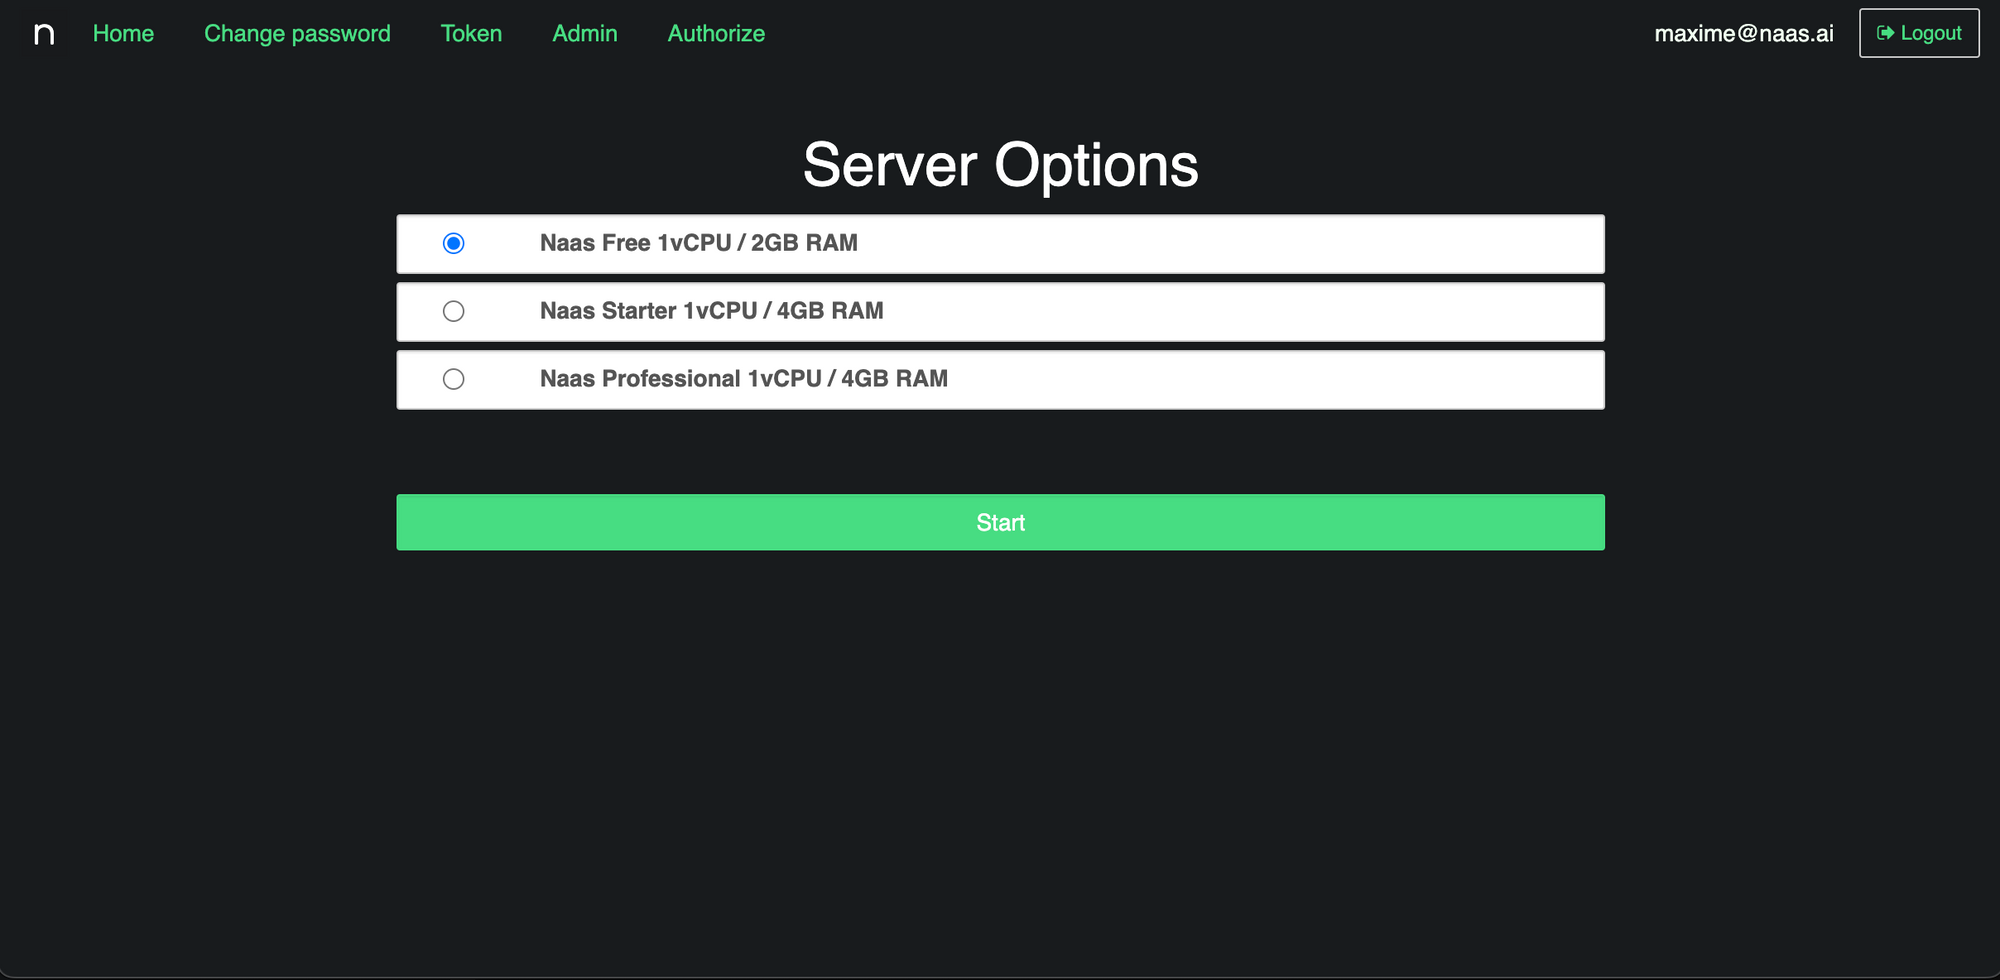 n Home Change password Token Admin Authorize maxime@naas.ai Logout
Server Options
Naas Free 1vCPU / 2GB RAM
Naas Starter 1vCPU / 4GB RAM
Naas Professional 1vCPU / 4GB RAM
Start